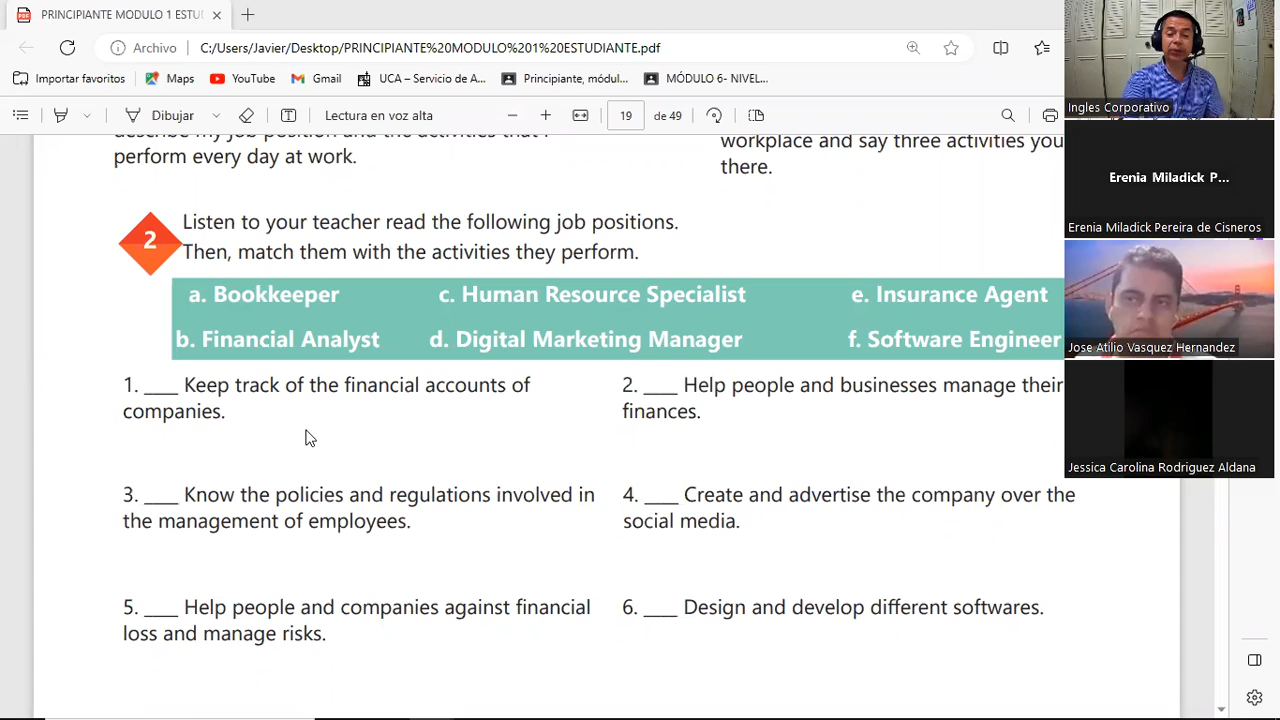 PRINCIPIANTE MODULO 1 ESTU
Archivo C:/Users/Javier/Desktop/PRINCIPIANTE%20MODULO%201%20ESTUDIANTE.pdf
Importar favoritos Maps YouTube Gmail UCA – Servicio de A... Principiante, módul... MÓDULO 6- NIVEL...
Dibujar Lectura en voz alta 19 de 49
perform every day at work.
workplace and say three activities you
there.
2
Listen to your teacher read the following job positions.
Then, match them with the activities they perform.
a. Bookkeeper c. Human Resource Specialist e. Insurance Agent
b. Financial Analyst d. Digital Marketing Manager f. Software Engineer
1. ___ Keep track of the financial accounts of
companies.
2. ___ Help people and businesses manage their
finances.
3. ___ Know the policies and regulations involved in
the management of employees.
4. ___ Create and advertise the company over the
social media.
5. ___ Help people and companies against financial
loss and manage risks.
6. ___ Design and develop different softwares.
Ingles Corporativo
Erenia Miladick P...
Erenia Miladick Pereira de Cisneros
Jose Atilio Vasquez Hernandez
Jessica Carolina Rodriguez Aldana